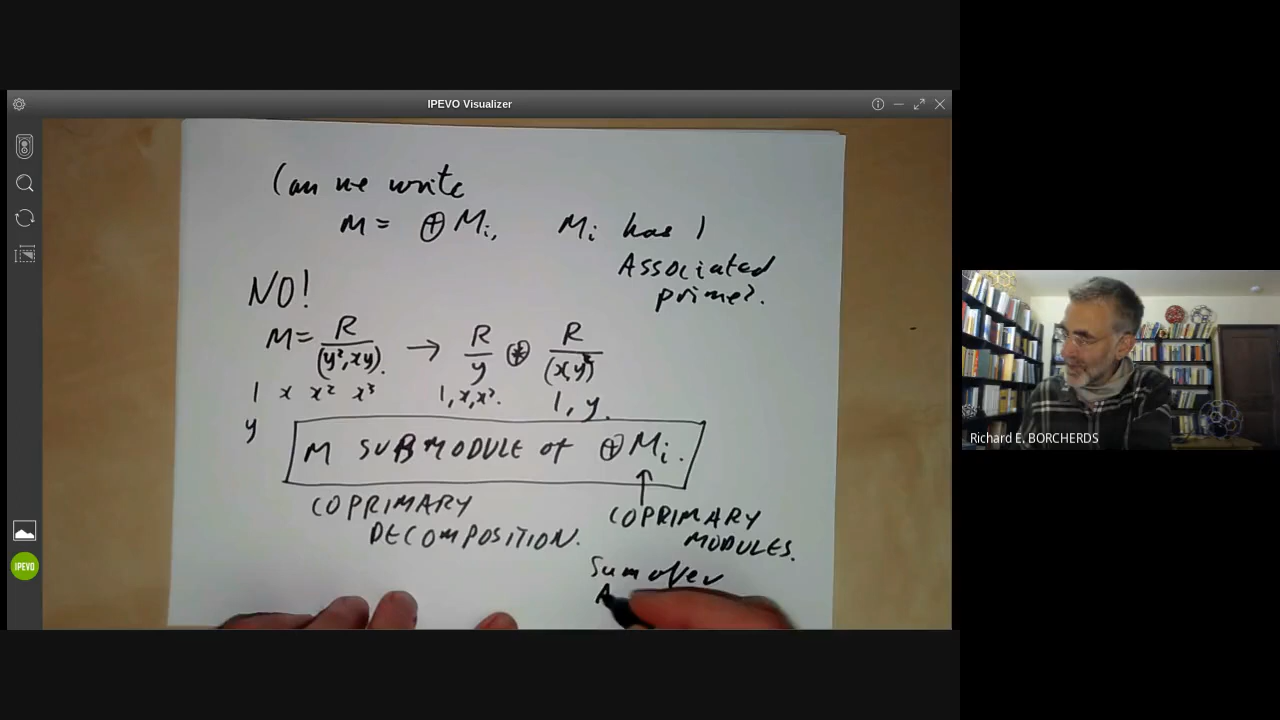 IPEVO Visualizer
Can we write
M = ⊕ Mi, Mi has 1
Associated
prime?.
NO!
M = R/(y², xy). → R/y ⊕ R/(x,y²)
1 x x² x³ 1, x, x². 1, y.
y
M SUBMODULE of ⊕ Mi.
COPRIMARY
DECOMPOSITION.
↑
COPRIMARY
MODULES.
Sum over
A
IPEVO
Richard E. BORCHERDS